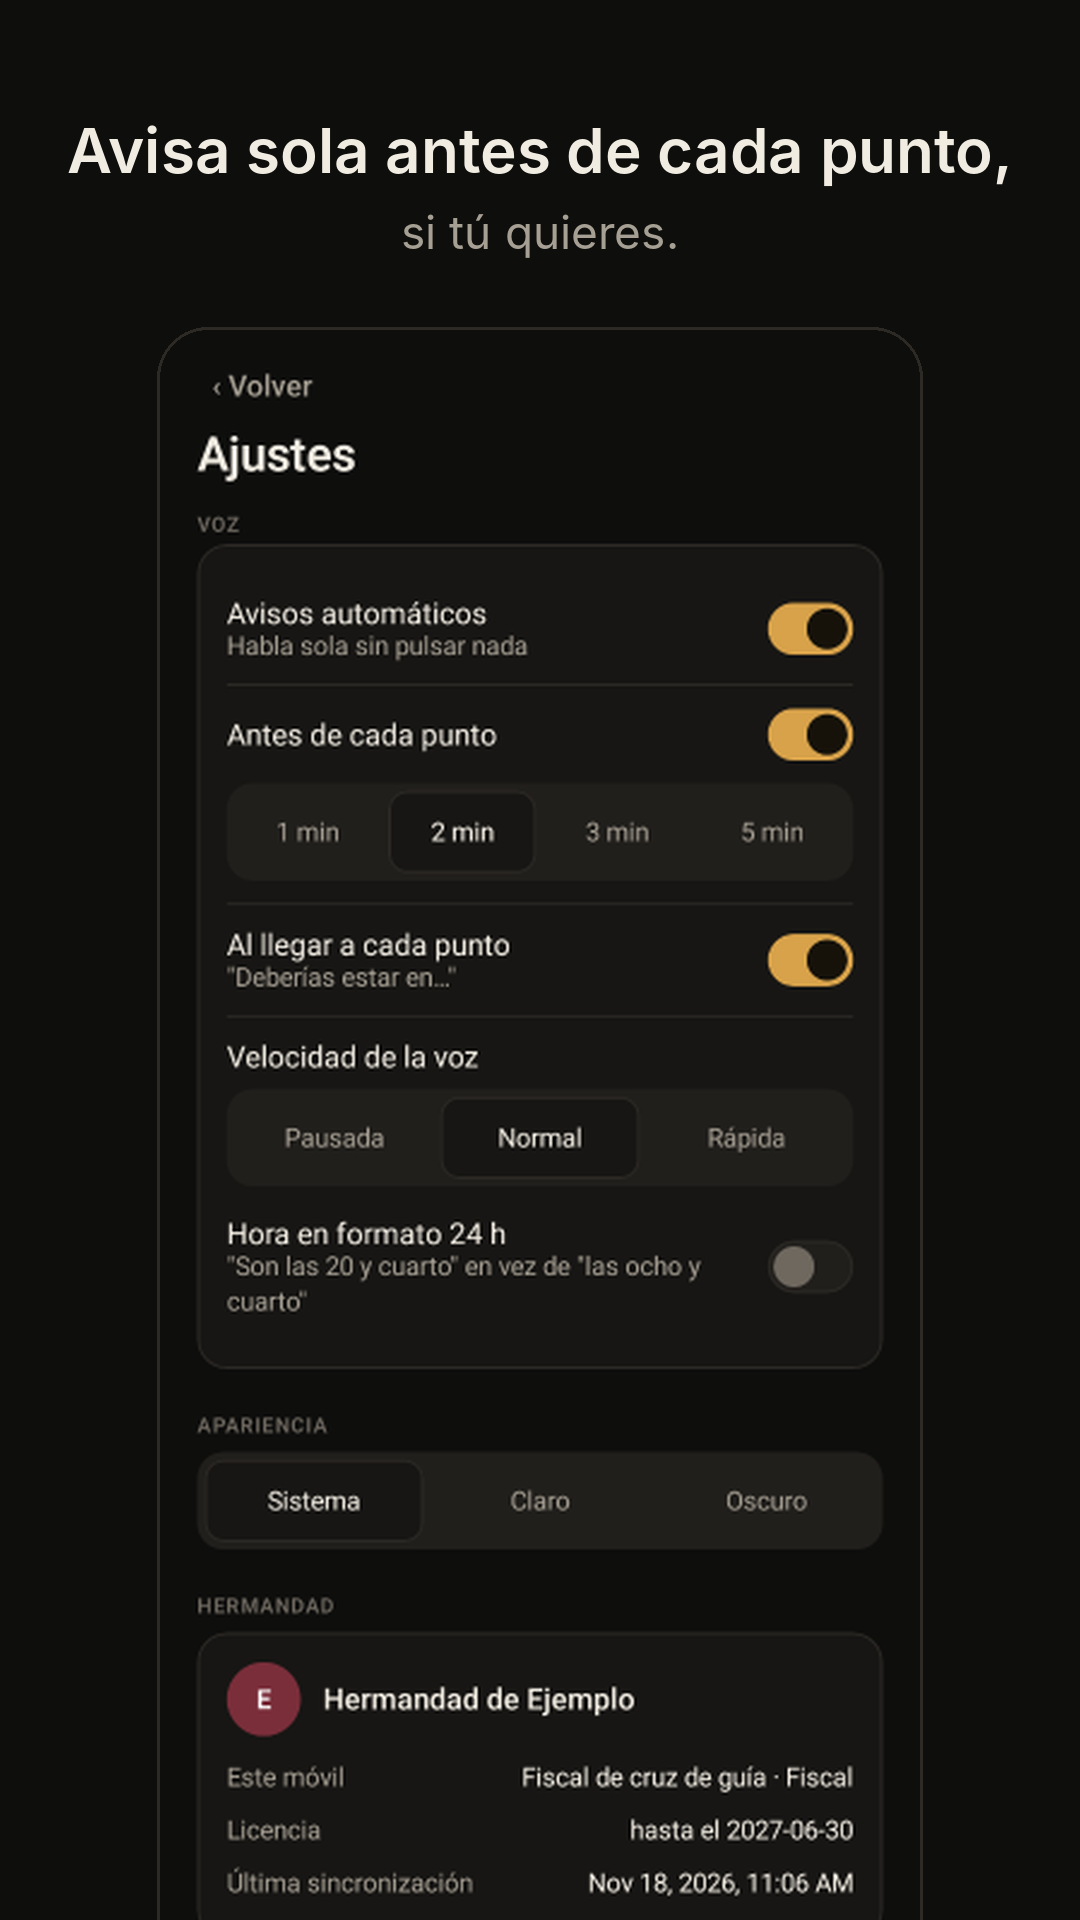 Avisa sola antes de cada punto,
si tú quieres.
‹ Volver
Ajustes
VOZ
Avisos automáticos
Habla sola sin pulsar nada
Antes de cada punto
1 min 2 min 3 min 5 min
Al llegar a cada punto
"Deberías estar en…"
Velocidad de la voz
Pausada Normal Rápida
Hora en formato 24 h
"Son las 20 y cuarto" en vez de "las ocho y
cuarto"
APARIENCIA
Sistema Claro Oscuro
HERMANDAD
E Hermandad de Ejemplo
Este móvil Fiscal de cruz de guía · Fiscal
Licencia hasta el 2027-06-30
Última sincronización Nov 18, 2026, 11:06 AM